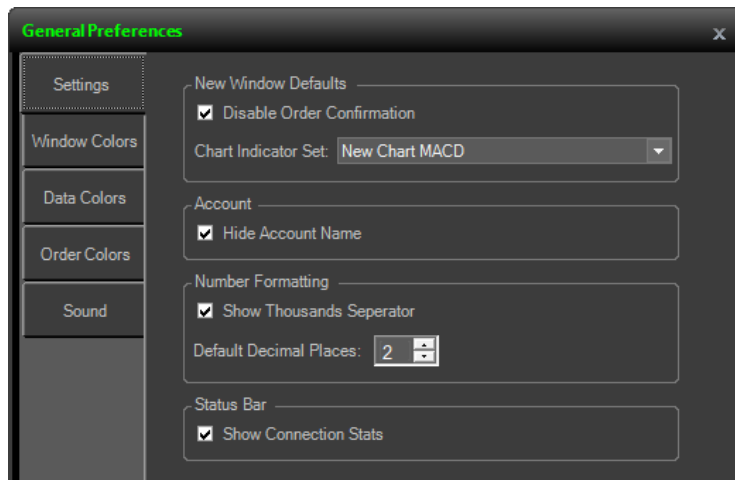 General Preferences
x
Settings
Window Colors
Data Colors
Order Colors
Sound
New Window Defaults
Disable Order Confirmation
Chart Indicator Set: New Chart MACD
Account
Hide Account Name
Number Formatting
Show Thousands Seperator
Default Decimal Places: 2
Status Bar
Show Connection Stats